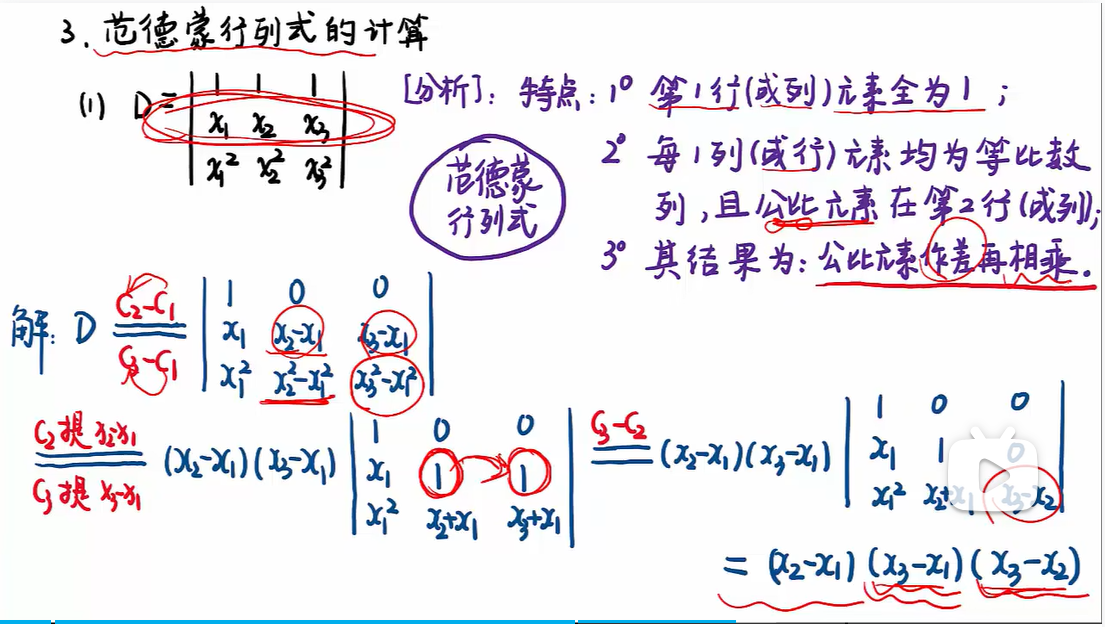 3. 范德蒙行列式的计算
(1) D = | 1 1 1 |
| x₁ x₂ x₃ |
| x₁² x₂² x₃² |
[分析]: 特点: 1° 第1行(或列)元素全为1;
范德蒙
行列式
2° 每1列(或行)元素均为等比数
列,且公比元素在第2行(或列);
3° 其结果为: 公比元素作差再相乘.
解: D
C₂-C₁
C₃-C₁
| 1 0 0 |
| x₁ x₂-x₁ x₃-x₁ |
| x₁² x₂²-x₁² x₃²-x₁² |
C₂提x₂-x₁
C₃提x₃-x₁
(x₂-x₁)(x₃-x₁)
| 1 0 0 |
| x₁ 1 1 |
| x₁² x₂+x₁ x₃+x₁ |
C₃-C₂
(x₂-x₁)(x₃-x₁)
| 1 0 0 |
| x₁ 1 0 |
| x₁² x₂+x₁ x₃-x₂ |
= (x₂-x₁)(x₃-x₁)(x₃-x₂)